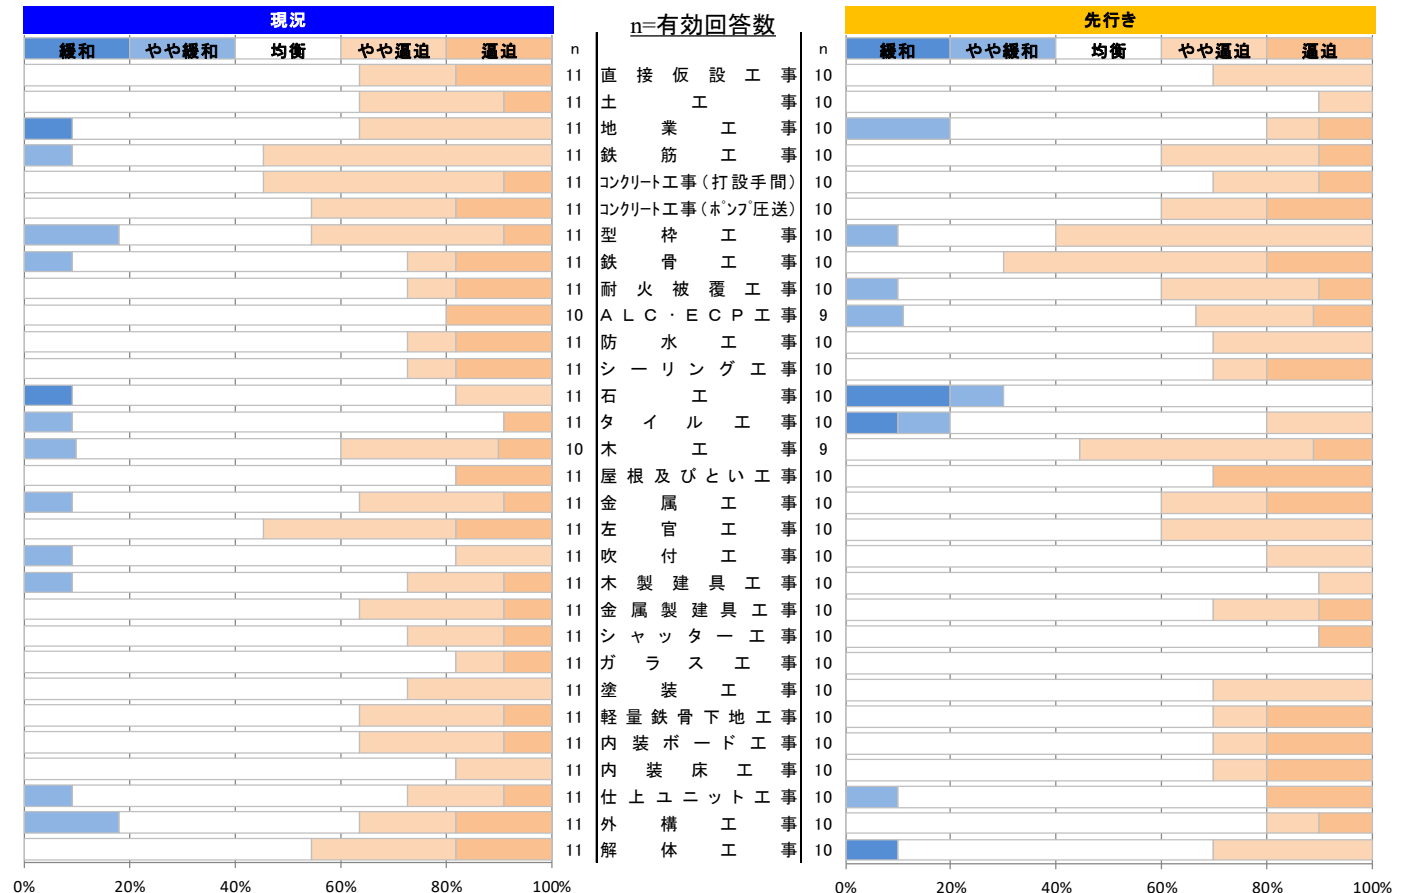 現況
n=有効回答数
先行き
緩和 やや緩和 均衡 やや逼迫 逼迫 n n 緩和 やや緩和 均衡 やや逼迫 逼迫
11 直接仮設工事 10
11 土工事 10
11 地業工事 10
11 鉄筋工事 10
11 ｺﾝｸﾘｰﾄ工事(打設手間) 10
11 ｺﾝｸﾘｰﾄ工事(ﾎﾟﾝﾌﾟ圧送) 10
11 型枠工事 10
11 鉄骨工事 10
11 耐火被覆工事 10
10 ＡＬＣ・ＥＣＰ工事 9
11 防水工事 10
11 シーリング工事 10
11 石工事 10
11 タイル工事 10
10 木工事 9
11 屋根及びとい工事 10
11 金属工事 10
11 左官工事 10
11 吹付工事 10
11 木製建具工事 10
11 金属製建具工事 10
11 シャッター工事 10
11 ガラス工事 10
11 塗装工事 10
11 軽量鉄骨下地工事 10
11 内装ボード工事 10
11 内装床工事 10
11 仕上ユニット工事 10
11 外構工事 10
11 解体工事 10
0% 20% 40% 60% 80% 100% 0% 20% 40% 60% 80% 100%